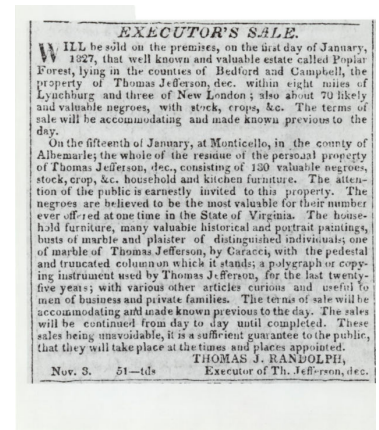 EXECUTOR'S SALE.
WILL be sold on the premises, on the first day of January,
1827, that well known and valuable estate called Poplar
Forest, lying in the counties of Bedford and Campbell, the
property of Thomas Jefferson, dec. within eight miles of
Lynchburg and three of New London; also about 70 likely
and valuable negroes, with stock, crops, &c. The terms of
sale will be accommodating and made known previous to the
day.
On the fifteenth of January, at Monticello, in the county of
Albemarle; the whole of the residue of the personal property
of Thomas Jefferson, dec., consisting of 130 valuable negroes,
stock, crop, &c. household and kitchen furniture. The atten-
tion of the public is earnestly invited to this property. The
negroes are believed to be the most valuable for their number
ever offered at one time in the State of Virginia. The house-
hold furniture, many valuable historical and portrait paintings,
busts of marble and plaister of distinguished individuals; one
of marble of Thomas Jefferson, by Caracci, with the pedestal
and truncated column on which it stands; a polygraph or copy-
ing instrument used by Thomas Jefferson, for the last twenty-
five years; with various other articles curious and useful to
men of business and private families. The terms of sale will be
accommodating and made known previous to the day. The sales
will be continued from day to day until completed. These
sales being unavoidable, it is a sufficient guarantee to the public,
that they will take place at the times and places appointed.
THOMAS J. RANDOLPH,
Nov. 3. 51—tds Executor of Th. Jefferson, dec.